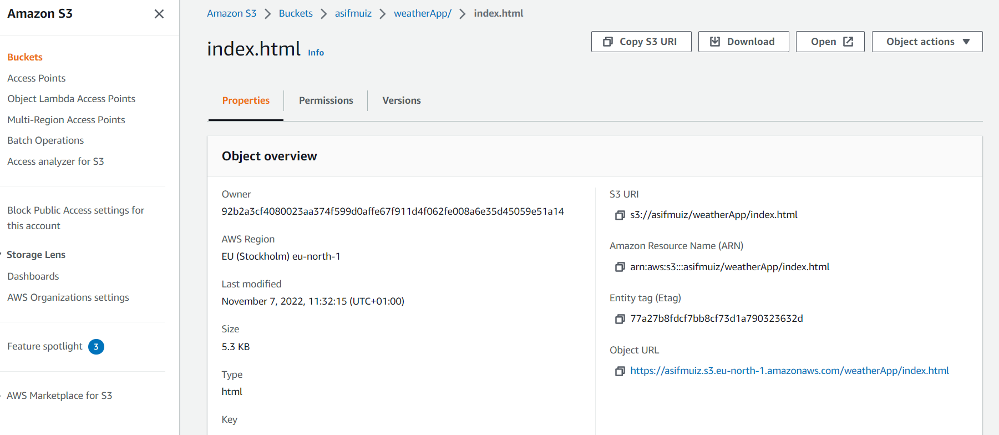 Amazon S3
Buckets
Access Points
Object Lambda Access Points
Multi-Region Access Points
Batch Operations
Access analyzer for S3
Block Public Access settings for
this account
Storage Lens
Dashboards
AWS Organizations settings
Feature spotlight 3
AWS Marketplace for S3
Amazon S3 > Buckets > asifmuiz > weatherApp/ > index.html
index.html Info
Copy S3 URI Download Open Object actions
Properties Permissions Versions
Object overview
Owner
92b2a3cf4080023aa374f599d0affe67f911d4f062fe008a6e35d45059e51a14
AWS Region
EU (Stockholm) eu-north-1
Last modified
November 7, 2022, 11:32:15 (UTC+01:00)
Size
5.3 KB
Type
html
Key
S3 URI
s3://asifmuiz/weatherApp/index.html
Amazon Resource Name (ARN)
arn:aws:s3:::asifmuiz/weatherApp/index.html
Entity tag (Etag)
77a27b8fdcf7bb8cf73d1a790323632d
Object URL
https://asifmuiz.s3.eu-north-1.amazonaws.com/weatherApp/index.html